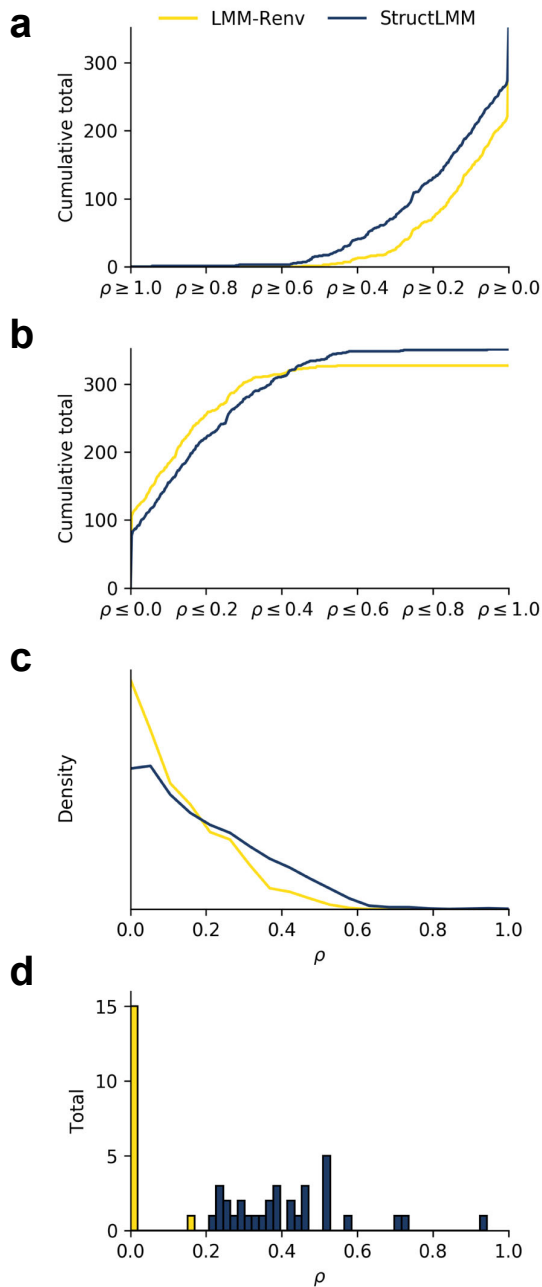 a
LMM-Renv StructLMM
Cumulative total
300
200
100
0
ρ ≥ 1.0 ρ ≥ 0.8 ρ ≥ 0.6 ρ ≥ 0.4 ρ ≥ 0.2 ρ ≥ 0.0
b
Cumulative total
300
200
100
0
ρ ≤ 0.0 ρ ≤ 0.2 ρ ≤ 0.4 ρ ≤ 0.6 ρ ≤ 0.8 ρ ≤ 1.0
c
Density
0.0 0.2 0.4 0.6 0.8 1.0
ρ
d
Total
15
10
5
0
0.0 0.2 0.4 0.6 0.8 1.0
ρ